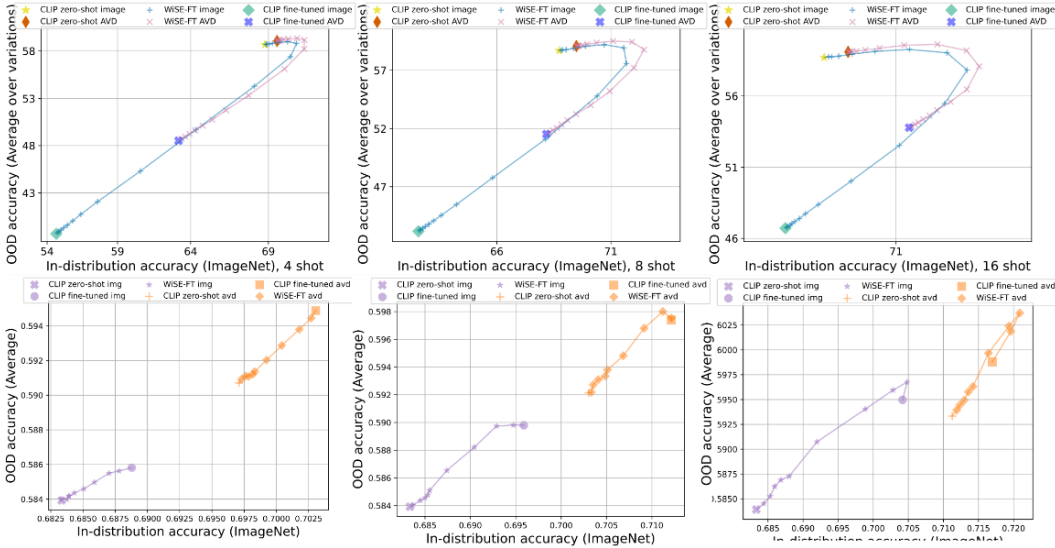 CLIP zero-shot image WiSE-FT image CLIP fine-tuned image
CLIP zero-shot AVD WiSE-FT AVD CLIP fine-tuned AVD
OOD accuracy (Average over variations)
58
53
48
43
54 59 64 69
In-distribution accuracy (ImageNet), 4 shot
CLIP zero-shot image WiSE-FT image CLIP fine-tuned image
CLIP zero-shot AVD WiSE-FT AVD CLIP fine-tuned AVD
OOD accuracy (Average over variations)
57
52
47
66 71
In-distribution accuracy (ImageNet), 8 shot
CLIP zero-shot image WiSE-FT image CLIP fine-tuned image
CLIP zero-shot AVD WiSE-FT AVD CLIP fine-tuned AVD
OOD accuracy (Average over variations)
56
51
46
71
In-distribution accuracy (ImageNet), 16 shot
CLIP zero-shot img WiSE-FT img CLIP fine-tuned avd
CLIP fine-tuned img CLIP zero-shot avd WiSE-FT avd
OOD accuracy (Average)
0.594
0.592
0.590
0.586
0.584
0.6825 0.6850 0.6875 0.6900 0.6975 0.7000 0.7025
In-distribution accuracy (ImageNet)
CLIP zero-shot img WiSE-FT img CLIP fine-tuned avd
CLIP fine-tuned img CLIP zero-shot avd WiSE-FT avd
OOD accuracy (Average)
0.598
0.596
0.594
0.592
0.590
0.586
0.584
0.685 0.690 0.695 0.700 0.705 0.710
In-distribution accuracy (ImageNet)
CLIP zero-shot img WiSE-FT img CLIP fine-tuned avd
CLIP fine-tuned img CLIP zero-shot avd WiSE-FT avd
OOD accuracy (Average)
6025
6000
5975
5950
5925
5900
5875
.5850
0.685 0.690 0.695 0.700 0.705 0.710 0.715 0.720
In-distribution accuracy (ImageNet)